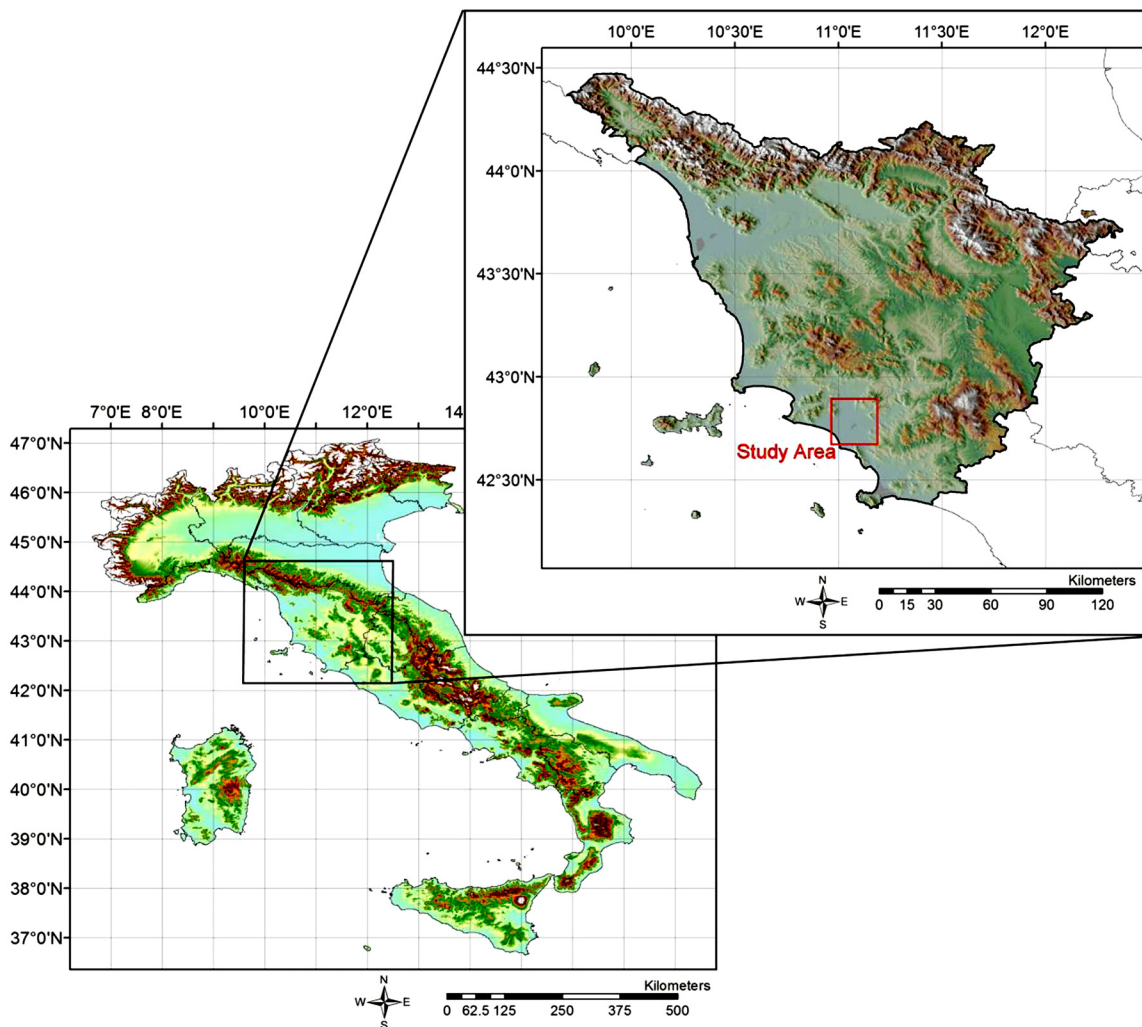 10°0'E 10°30'E 11°0'E 11°30'E 12°0'E
44°30'N
44°0'N
43°30'N
43°0'N
42°30'N
Study Area
Kilometers
0 15 30 60 90 120
N
W E
S
7°0'E 8°0'E 10°0'E 12°0'E 14
47°0'N
46°0'N
45°0'N
44°0'N
43°0'N
42°0'N
41°0'N
40°0'N
39°0'N
38°0'N
37°0'N
N
W E
S
Kilometers
0 62.5 125 250 375 500